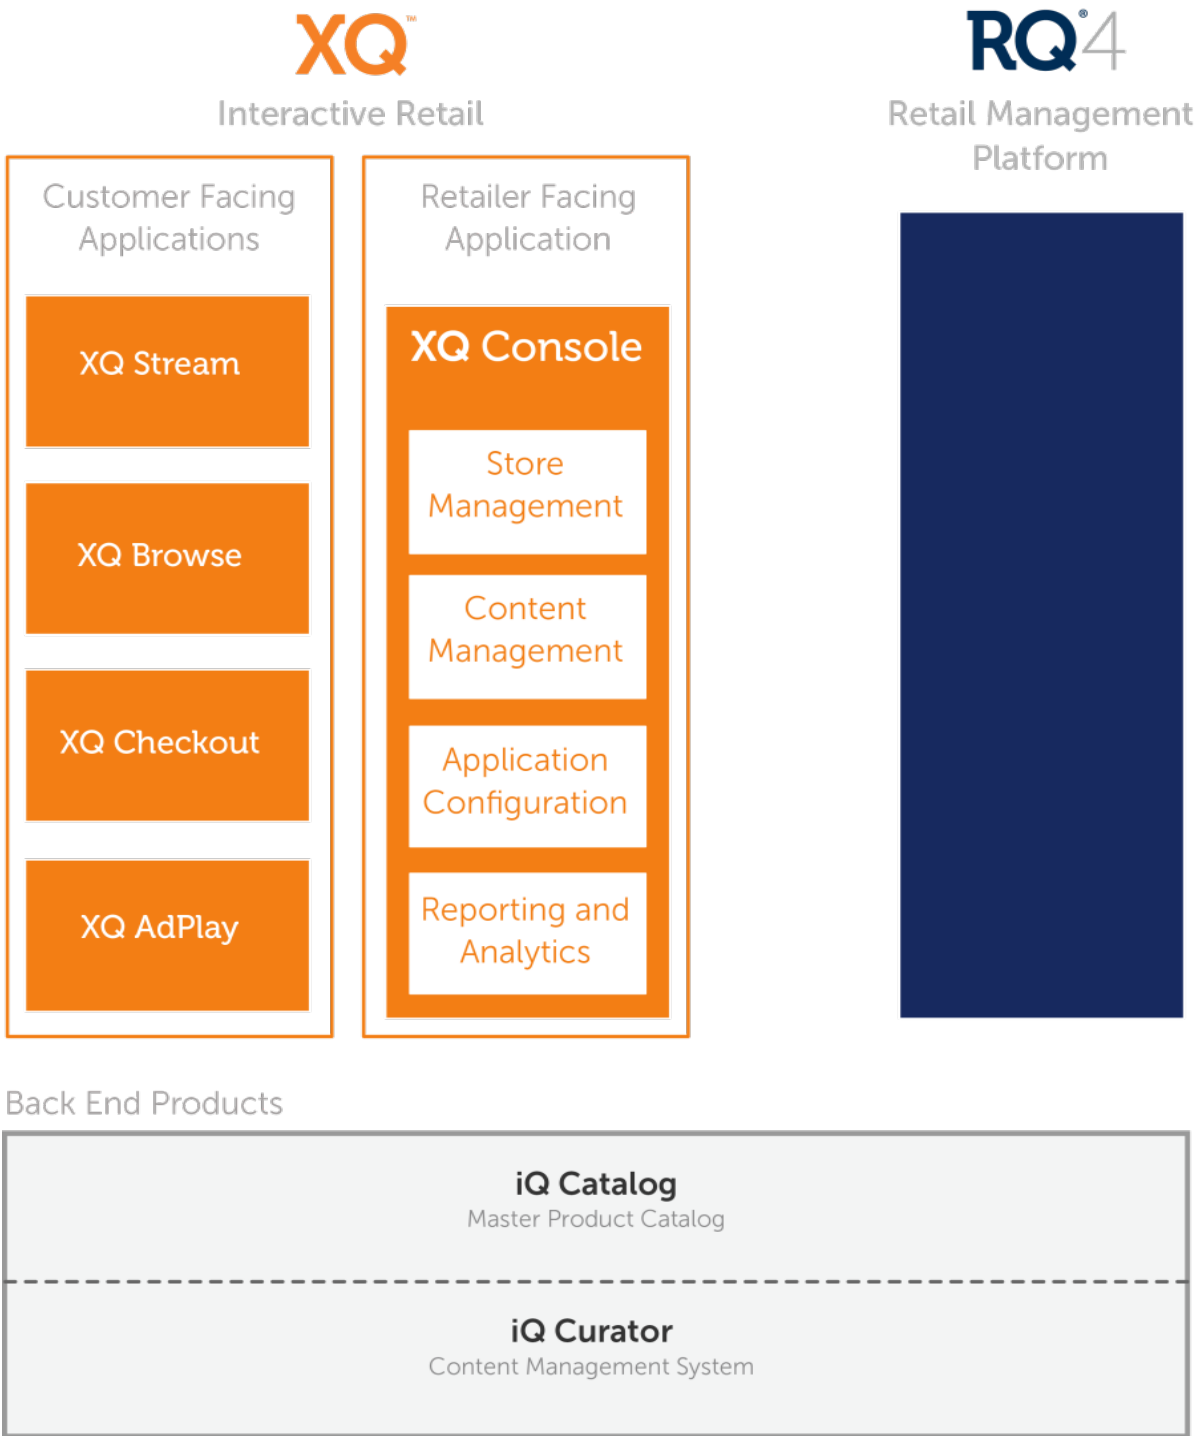 XQ™
Interactive Retail
RQ®4
Retail Management
Platform
Customer Facing
Applications
XQ Stream
XQ Browse
XQ Checkout
XQ AdPlay
Retailer Facing
Application
XQ Console
Store
Management
Content
Management
Application
Configuration
Reporting and
Analytics
Back End Products
iQ Catalog
Master Product Catalog
iQ Curator
Content Management System